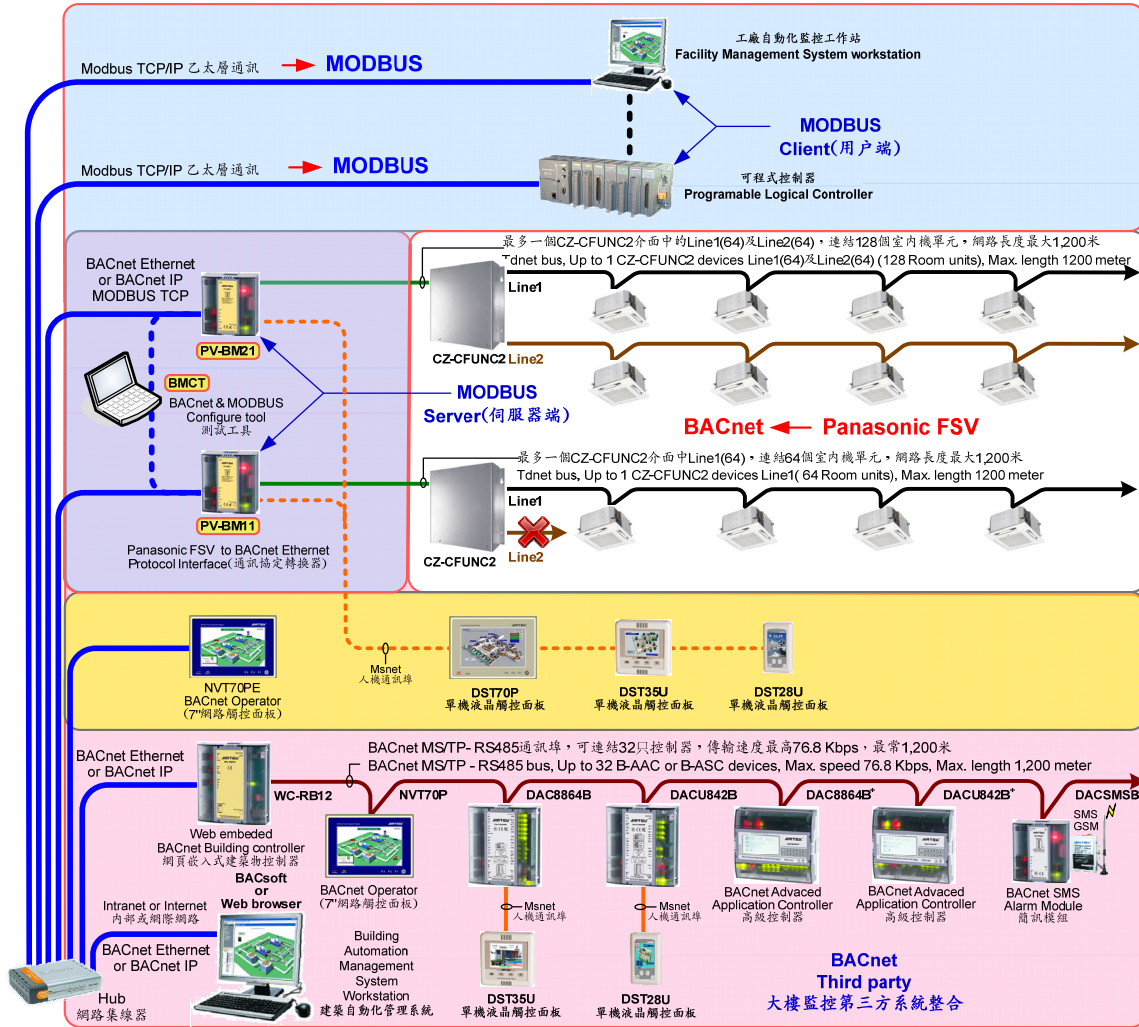 工廠自動化監控工作站
Facility Management System workstation
Modbus TCP/IP 乙太層通訊
MODBUS
MODBUS
Client(用户端)
Modbus TCP/IP 乙太層通訊
MODBUS
可程式控制器
Programable Logical Controller
BACnet Ethernet
or BACnet IP
MODBUS TCP
PV-BM21
BMCT
BACnet & MODBUS
Configure tool
測試工具
PV-BM11
Panasonic FSV to BACnet Ethernet
Protocol Interface(通訊協定轉換器)
MODBUS
Server(伺服器端)
最多一個CZ-CFUNC2介面中的Line1(64)及Line2(64)，連結128個室內機單元，網路長度最大1,200米
Tdnet bus, Up to 1 CZ-CFUNC2 devices Line1(64)及Line2(64) (128 Room units), Max. length 1200 meter
Line1
CZ-CFUNC2
Line2
BACnet
Panasonic FSV
最多一個CZ-CFUNC2介面中Line1(64)，連結64個室內機單元，網路長度最大1,200米
Tdnet bus, Up to 1 CZ-CFUNC2 devices Line1( 64 Room units), Max. length 1200 meter
Line1
CZ-CFUNC2
Line2
NVT70PE
BACnet Operator
(7"網路觸控面板)
Msnet
人機通訊埠
DST70P
單機液晶觸控面板
DST35U
單機液晶觸控面板
DST28U
單機液晶觸控面板
BACnet Ethernet
or BACnet IP
BACnet MS/TP- RS485通訊埠，可連結32只控制器，傳輸速度最高76.8 Kbps，最常1,200米
BACnet MS/TP - RS485 bus, Up to 32 B-AAC or B-ASC devices, Max. speed 76.8 Kbps, Max. length 1,200 meter
WC-RB12
NVT70P
DAC8864B
DACU842B
DAC8864B+
DACU842B+
DACSMSB
SMS
GSM
Web embeded
BACnet Building controller
網頁嵌入式建築物控制器
BACsoft
or
Web browser
BACnet Operator
(7"網路觸控面板)
Msnet
人機通訊埠
Msnet
人機通訊埠
BACnet Advaced
Application Controller
高級控制器
BACnet Advaced
Application Controller
高級控制器
BACnet SMS
Alarm Module
簡訊模組
Intranet or Internet
內部或網際網路
BACnet Ethernet
or BACnet IP
Hub
網路集線器
Building
Automation
Management
System
Workstation
建築自動化管理系統
DST35U
單機液晶觸控面板
DST28U
單機液晶觸控面板
BACnet
Third party
大樓監控第三方系統整合